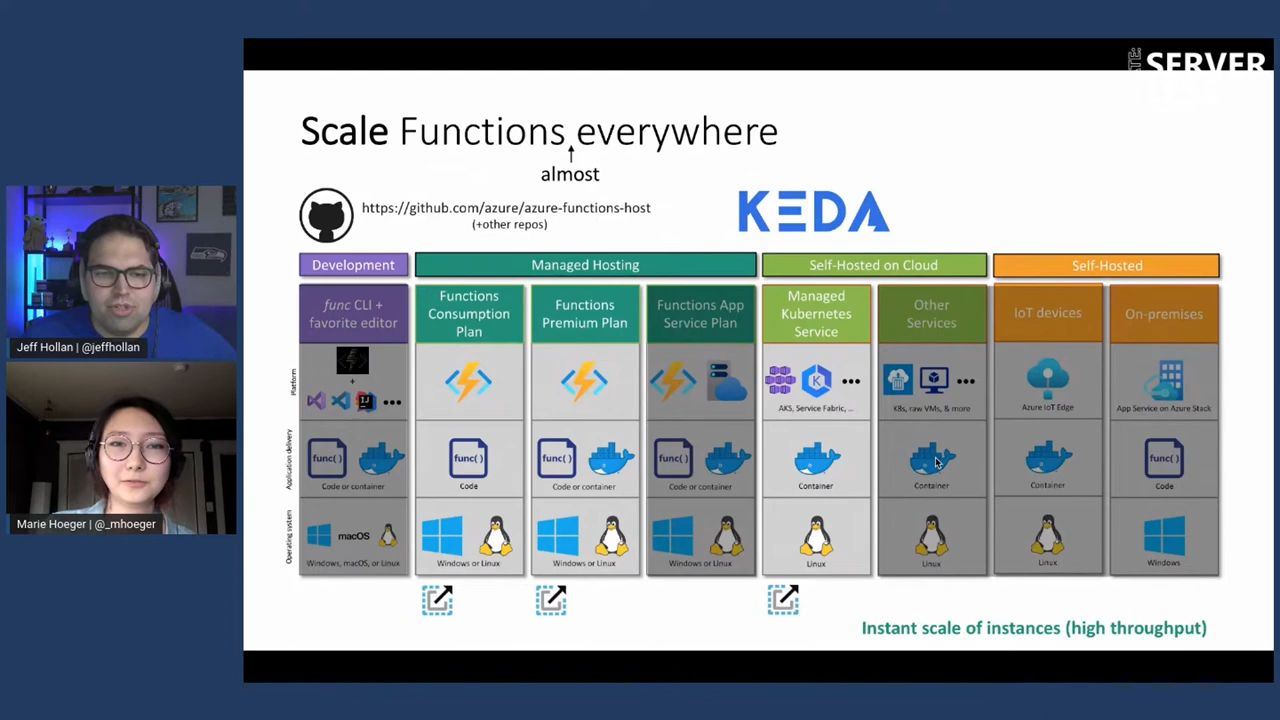 SERVER
Scale Functions everywhere
almost
https://github.com/azure/azure-functions-host
(+other repos)
KEDA
Development
Managed Hosting
Self-Hosted on Cloud
Self-Hosted
func CLI +
favorite editor
Functions
Consumption
Plan
Functions
Premium Plan
Functions App
Service Plan
Managed
Kubernetes
Service
Other
Services
IoT devices
On-premises
Platform
+
...
...
AKS, Service Fabric, ...
...
K8s, raw VMs, & more
Azure IoT Edge
App Service on Azure Stack
Application delivery
func()
Code or container
func()
Code
func()
Code or container
func()
Code or container
Container
Container
Container
func()
Code
Operating system
macOS
Windows, macOS, or Linux
Windows or Linux
Windows or Linux
Windows or Linux
Linux
Linux
Linux
Windows
Instant scale of instances (high throughput)
Jeff Hollan | @jeffhollan
Marie Hoeger | @_mhoeger